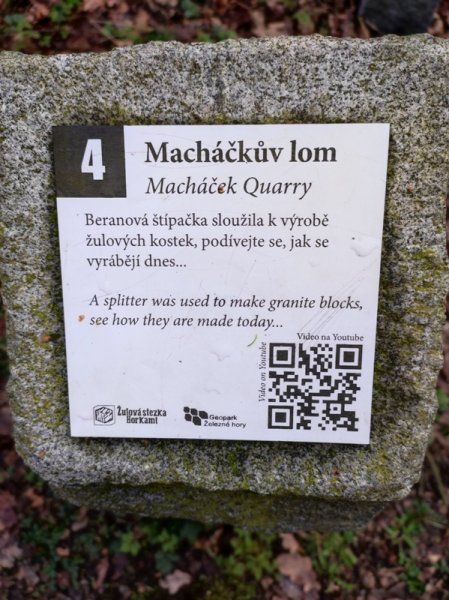 4
Macháčkův lom
Macháček Quarry
Beranová štípačka sloužila k výrobě
žulových kostek, podívejte se, jak se
vyrábějí dnes...
A splitter was used to make granite blocks,
see how they are made today...
Video na Youtube
Video on Youtube
Žulová stezka
Horkami
Geopark
Železné hory